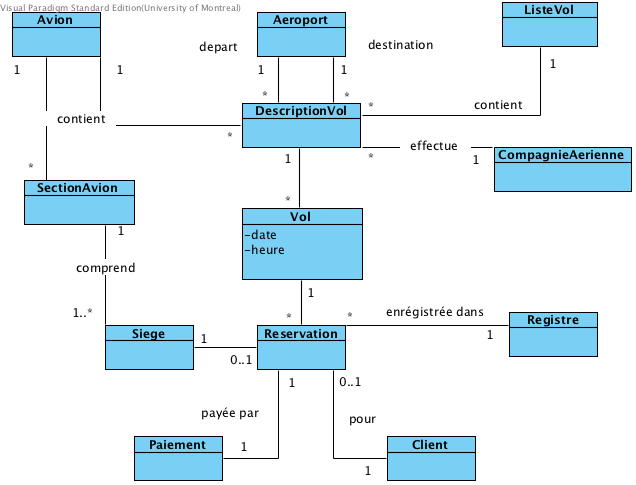 Visual Paradigm Standard Edition(University of Montreal)
Avion
Aeroport
ListeVol
depart
destination
1
1
1
1
1
*
*
*
contient
contient
DescriptionVol
*
effectue
*
1
CompagnieAerienne
1
*
*
SectionAvion
Vol
-date
-heure
1
comprend
1
1..*
*
*
enrégistrée dans
Registre
1
Siege
1
0..1
Reservation
1
0..1
payée par
pour
Paiement
1
1
Client